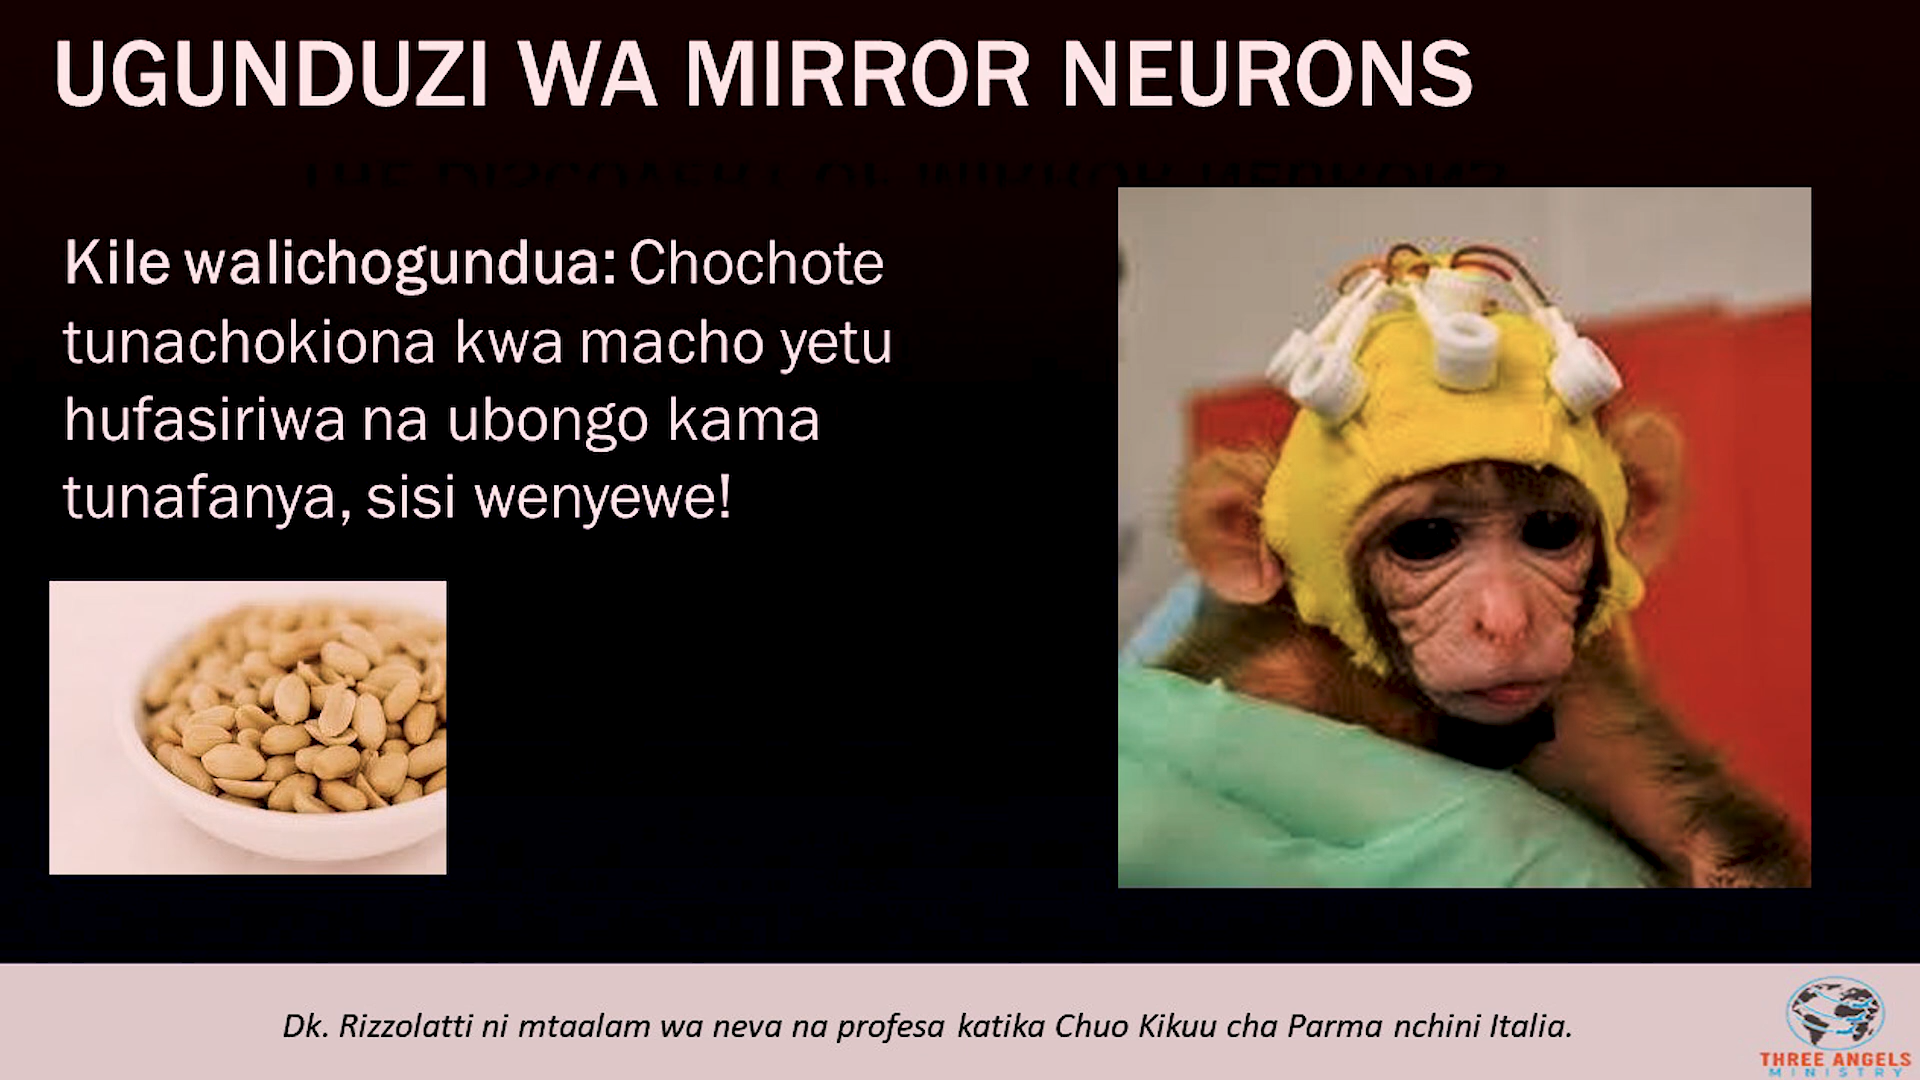 UGUNDUZI WA MIRROR NEURONS
Kile walichogundua: Chochote
tunachokiona kwa macho yetu
hufasiriwa na ubongo kama
tunafanya, sisi wenyewe!
Dk. Rizzolatti ni mtaalam wa neva na profesa katika Chuo Kikuu cha Parma nchini Italia.
THREE ANGELS
MINISTRY